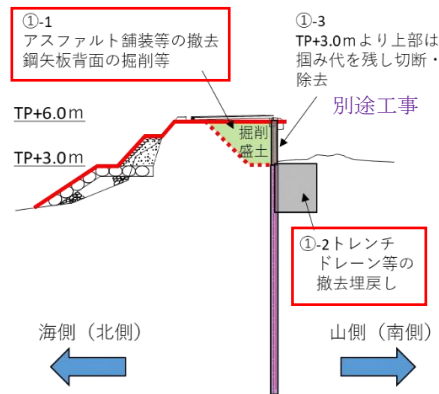 ①-1
アスファルト舗装等の撤去
鋼矢板背面の掘削等
①-3
TP+3.0mより上部は
掴み代を残し切断・
除去
別途工事
TP+6.0m
TP+3.0m
掘削
盛土
①-2トレンチ
ドレーン等の
撤去埋戻し
海側（北側）
山側（南側）